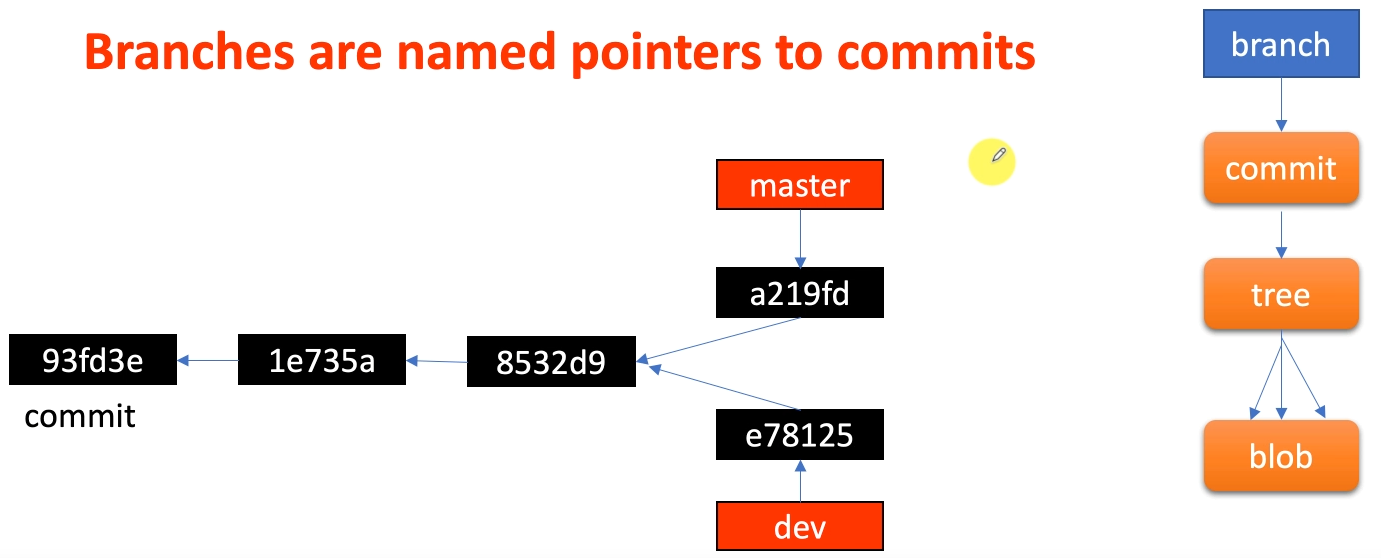 Branches are named pointers to commits
branch
master
commit
a219fd
tree
93fd3e
1e735a
8532d9
commit
e78125
blob
dev